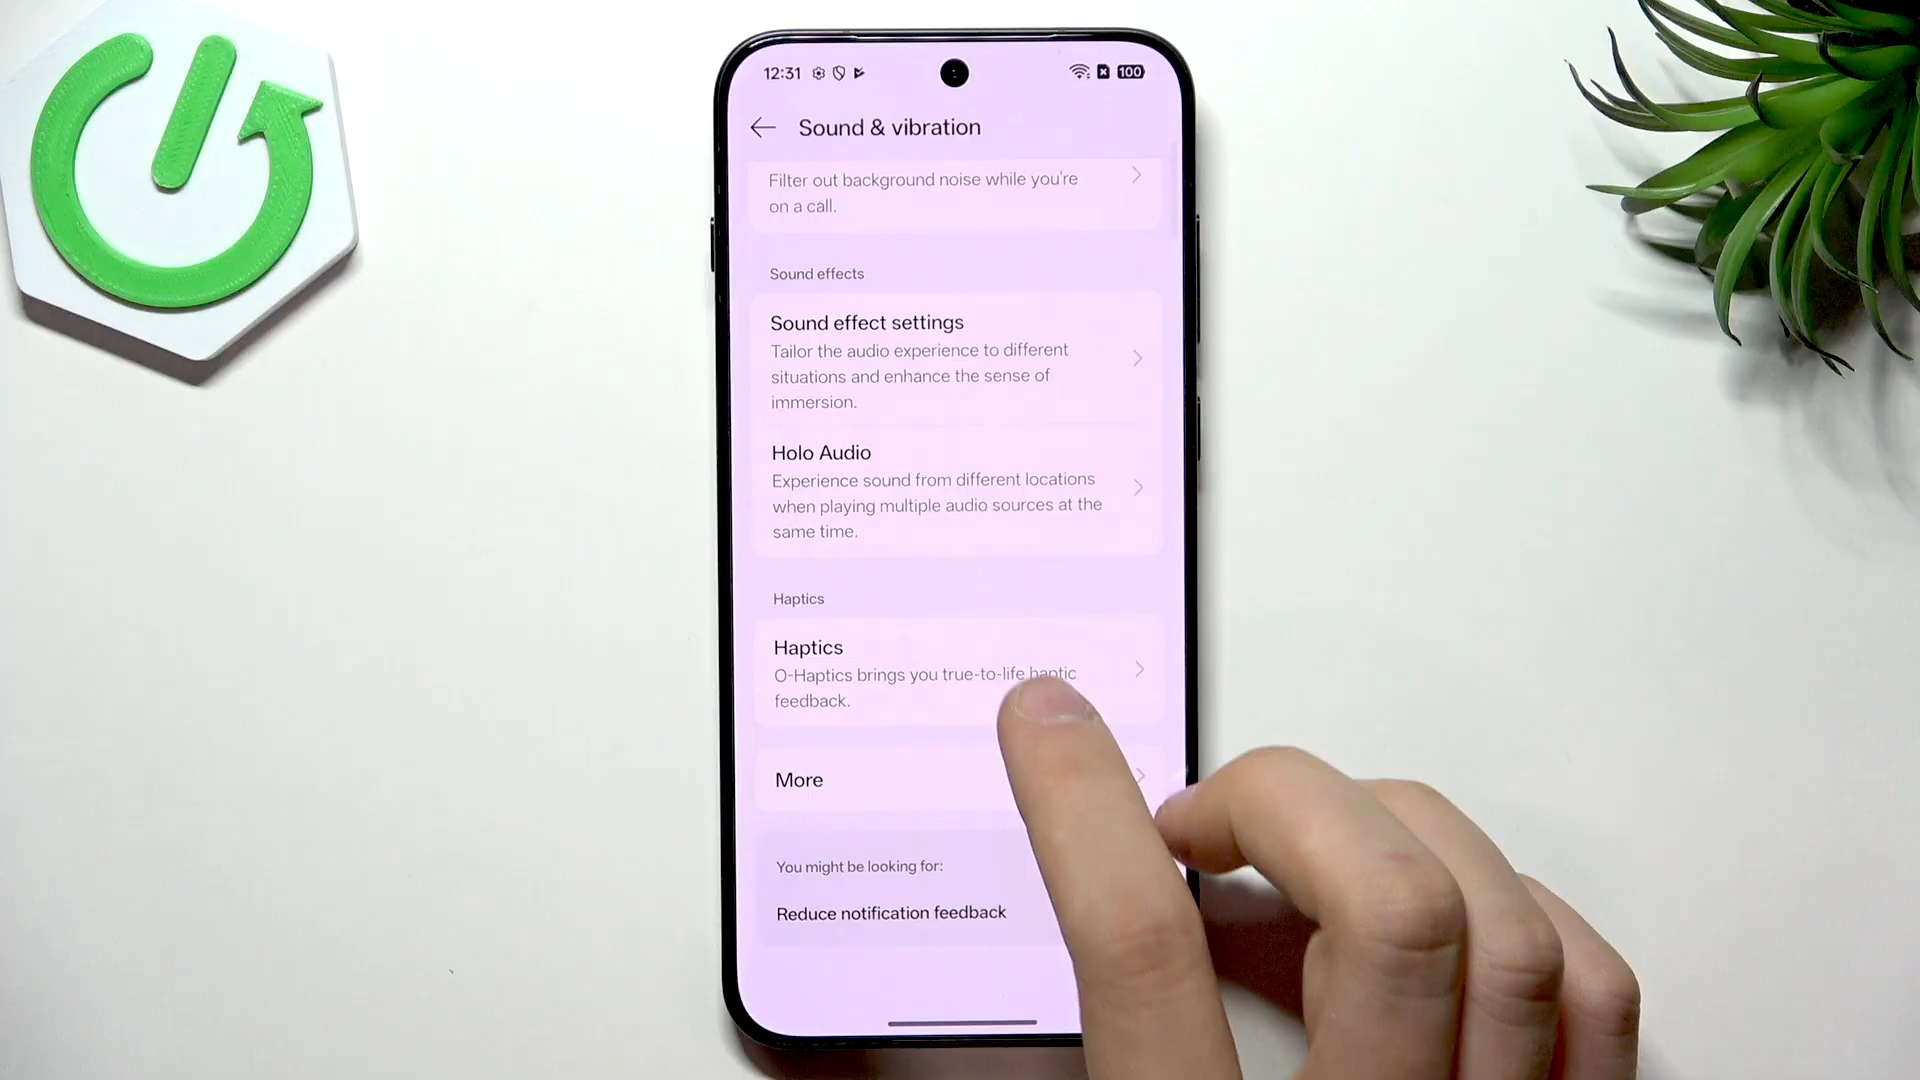 12:31
100
Sound & vibration
Filter out background noise while you're
on a call.
Sound effects
Sound effect settings
Tailor the audio experience to different
situations and enhance the sense of
immersion.
Holo Audio
Experience sound from different locations
when playing multiple audio sources at the
same time.
Haptics
Haptics
O-Haptics brings you true-to-life haptic
feedback.
More
You might be looking for:
Reduce notification feedback